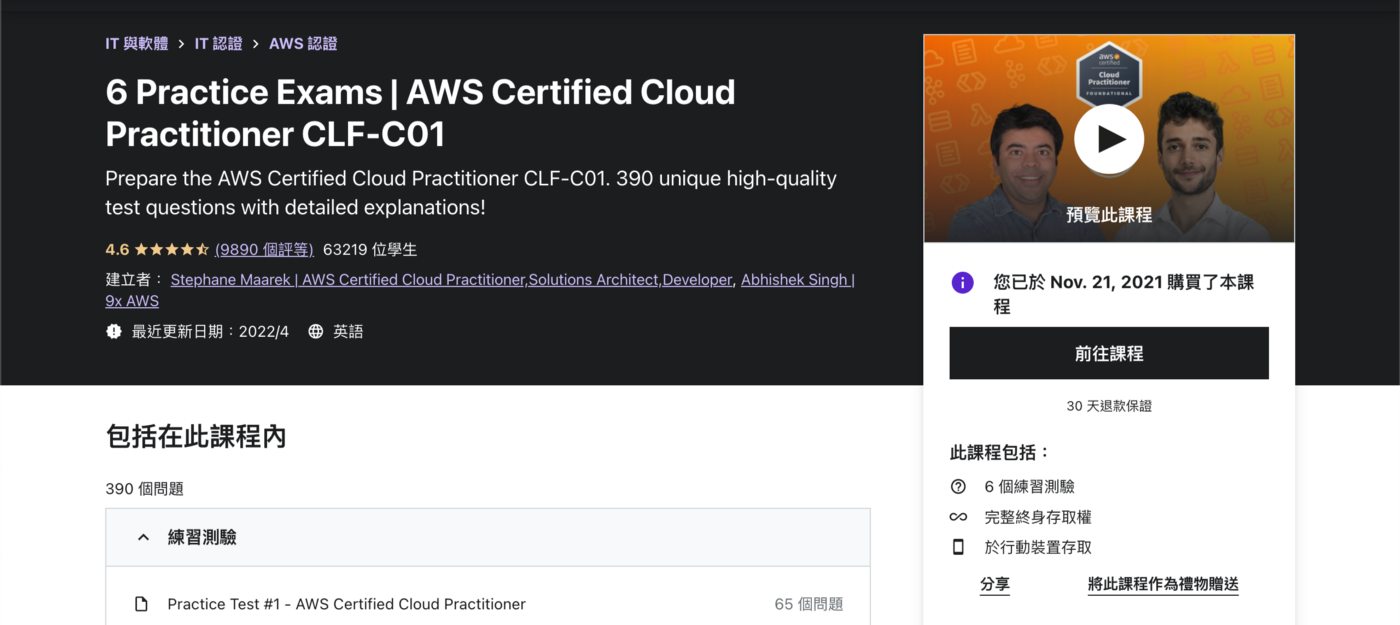 IT 與軟體 > IT 認證 > AWS 認證
6 Practice Exams | AWS Certified Cloud
Practitioner CLF-C01
Prepare the AWS Certified Cloud Practitioner CLF-C01. 390 unique high-quality
test questions with detailed explanations!
4.6 (9890 個評等) 63219 位學生
建立者： Stephane Maarek | AWS Certified Cloud Practitioner,Solutions Architect,Developer, Abhishek Singh |
9x AWS
最近更新日期：2022/4 英語
aws
certified
Cloud
Practitioner
FOUNDATIONAL
預覽此課程
您已於 Nov. 21, 2021 購買了本課
程
前往課程
30 天退款保證
此課程包括：
6 個練習測驗
完整終身存取權
於行動裝置存取
分享 將此課程作為禮物贈送
包括在此課程內
390 個問題
練習測驗
Practice Test #1 - AWS Certified Cloud Practitioner 65 個問題